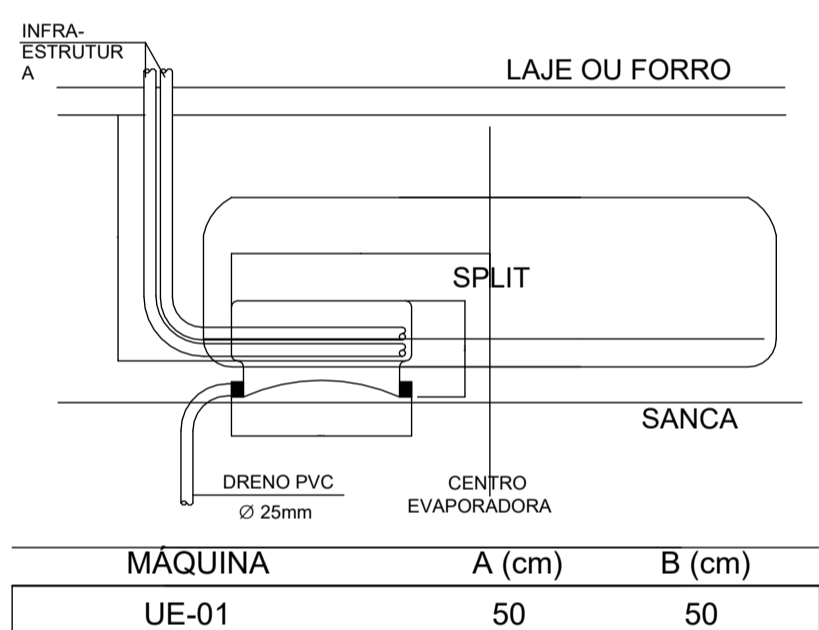 INFRA-
ESTRUTUR
A
LAJE OU FORRO
SPLIT
SANCA
DRENO PVC
Ø 25mm
CENTRO
EVAPORADORA
MÁQUINA A (cm) B (cm)
UE-01 50 50